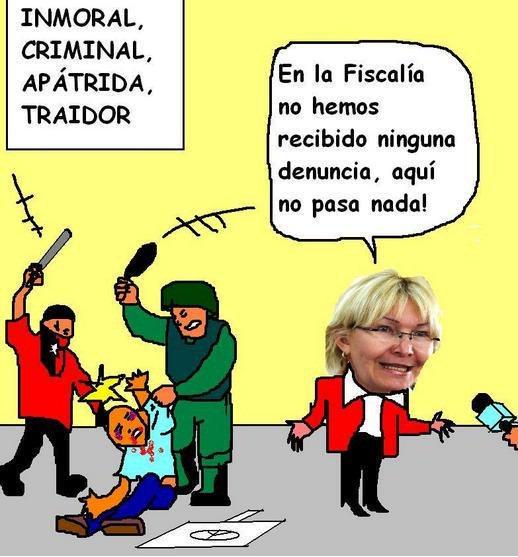 INMORAL,
CRIMINAL,
APÁTRIDA,
TRAIDOR
En la Fiscalía
no hemos
recibido ninguna
denuncia, aquí
no pasa nada!